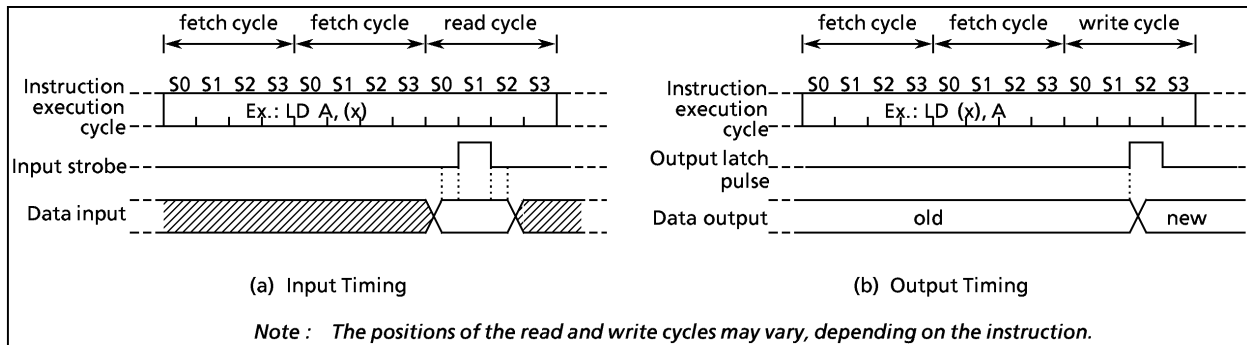 fetch cycle fetch cycle read cycle
S0 S1 S2 S3 S0 S1 S2 S3 S0 S1 S2 S3
Instruction
execution
cycle
Ex.: LD A, (x)
Input strobe
Data input
(a) Input Timing
fetch cycle fetch cycle write cycle
S0 S1 S2 S3 S0 S1 S2 S3 S0 S1 S2 S3
Instruction
execution
cycle
Ex.: LD (x), A
Output latch
pulse
Data output
old new
(b) Output Timing
Note : The positions of the read and write cycles may vary, depending on the instruction.